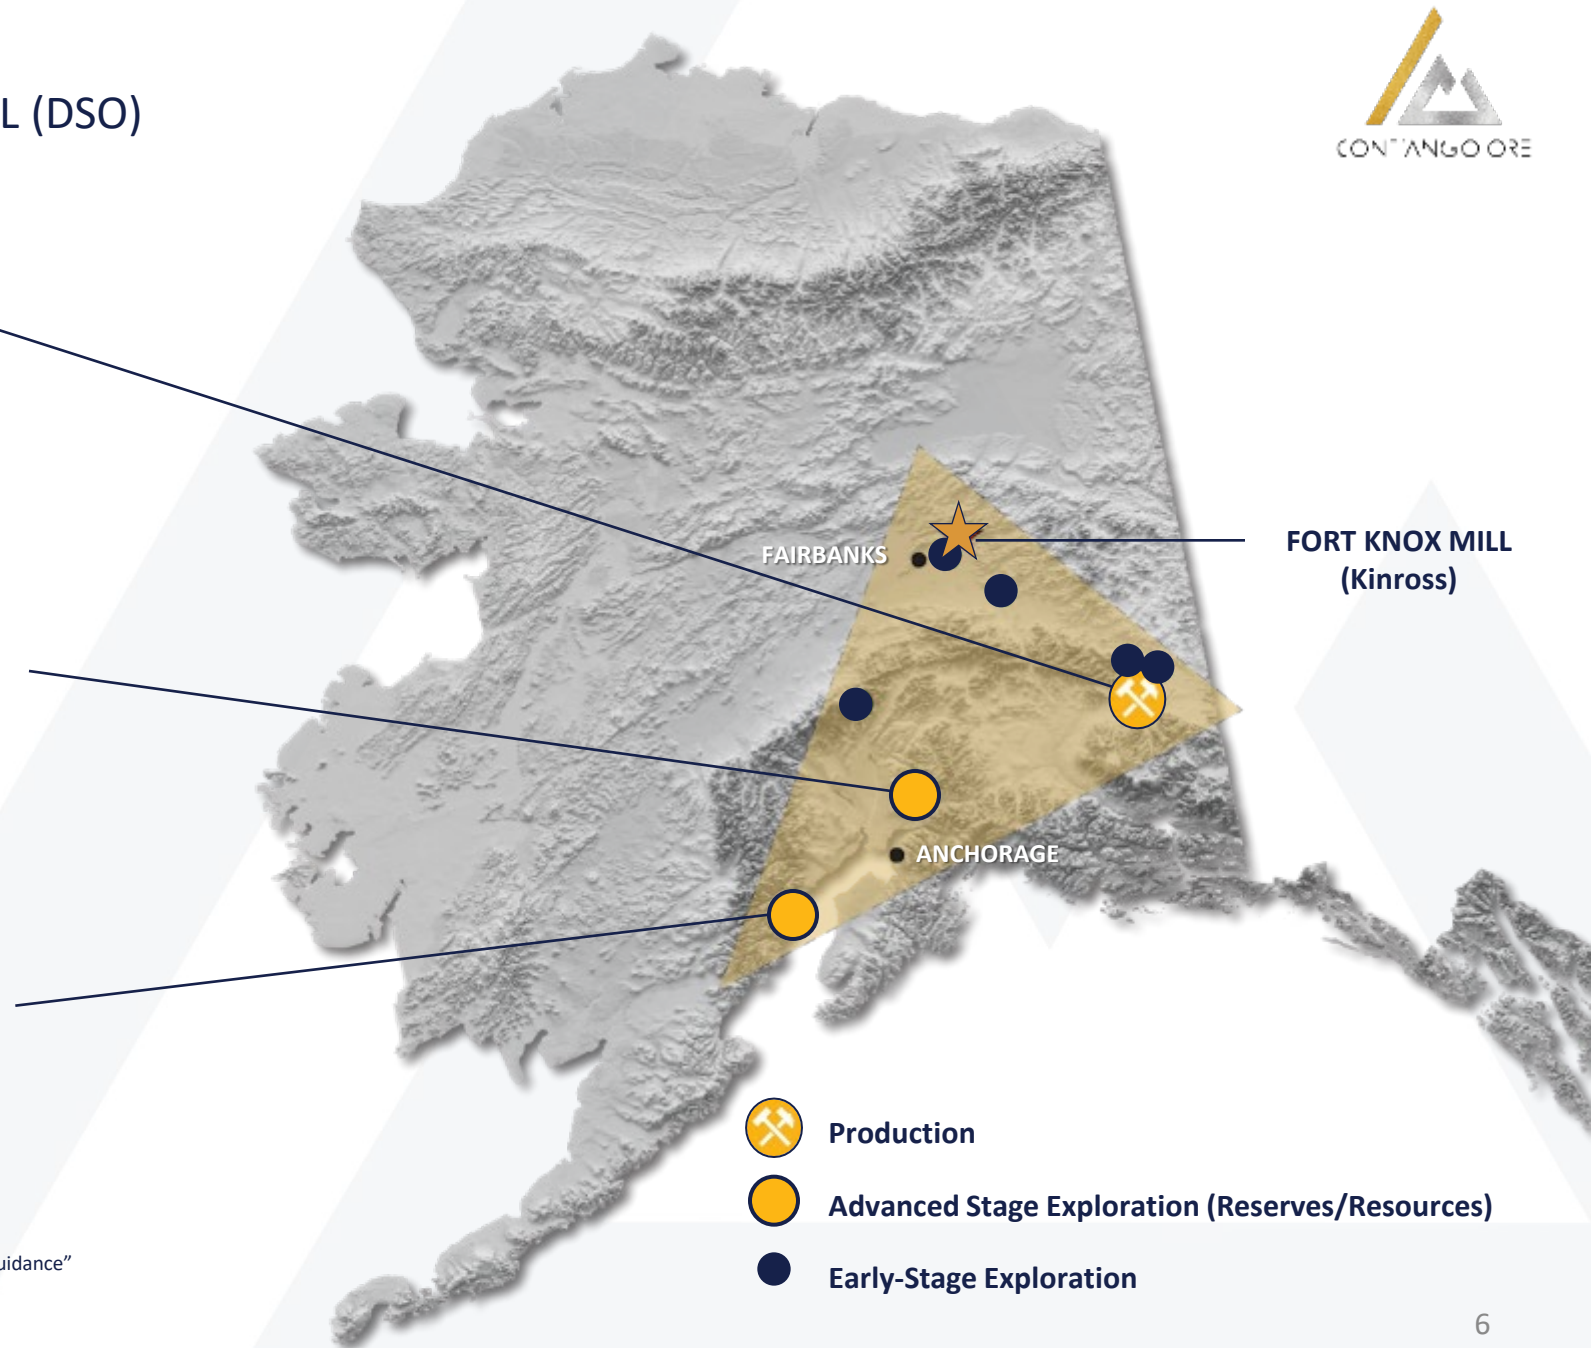 L (DSO)
CONTANGO ORE
FAIRBANKS
FORT KNOX MILL
(Kinross)
ANCHORAGE
Production
Advanced Stage Exploration (Reserves/Resources)
Early-Stage Exploration
uidance”
6